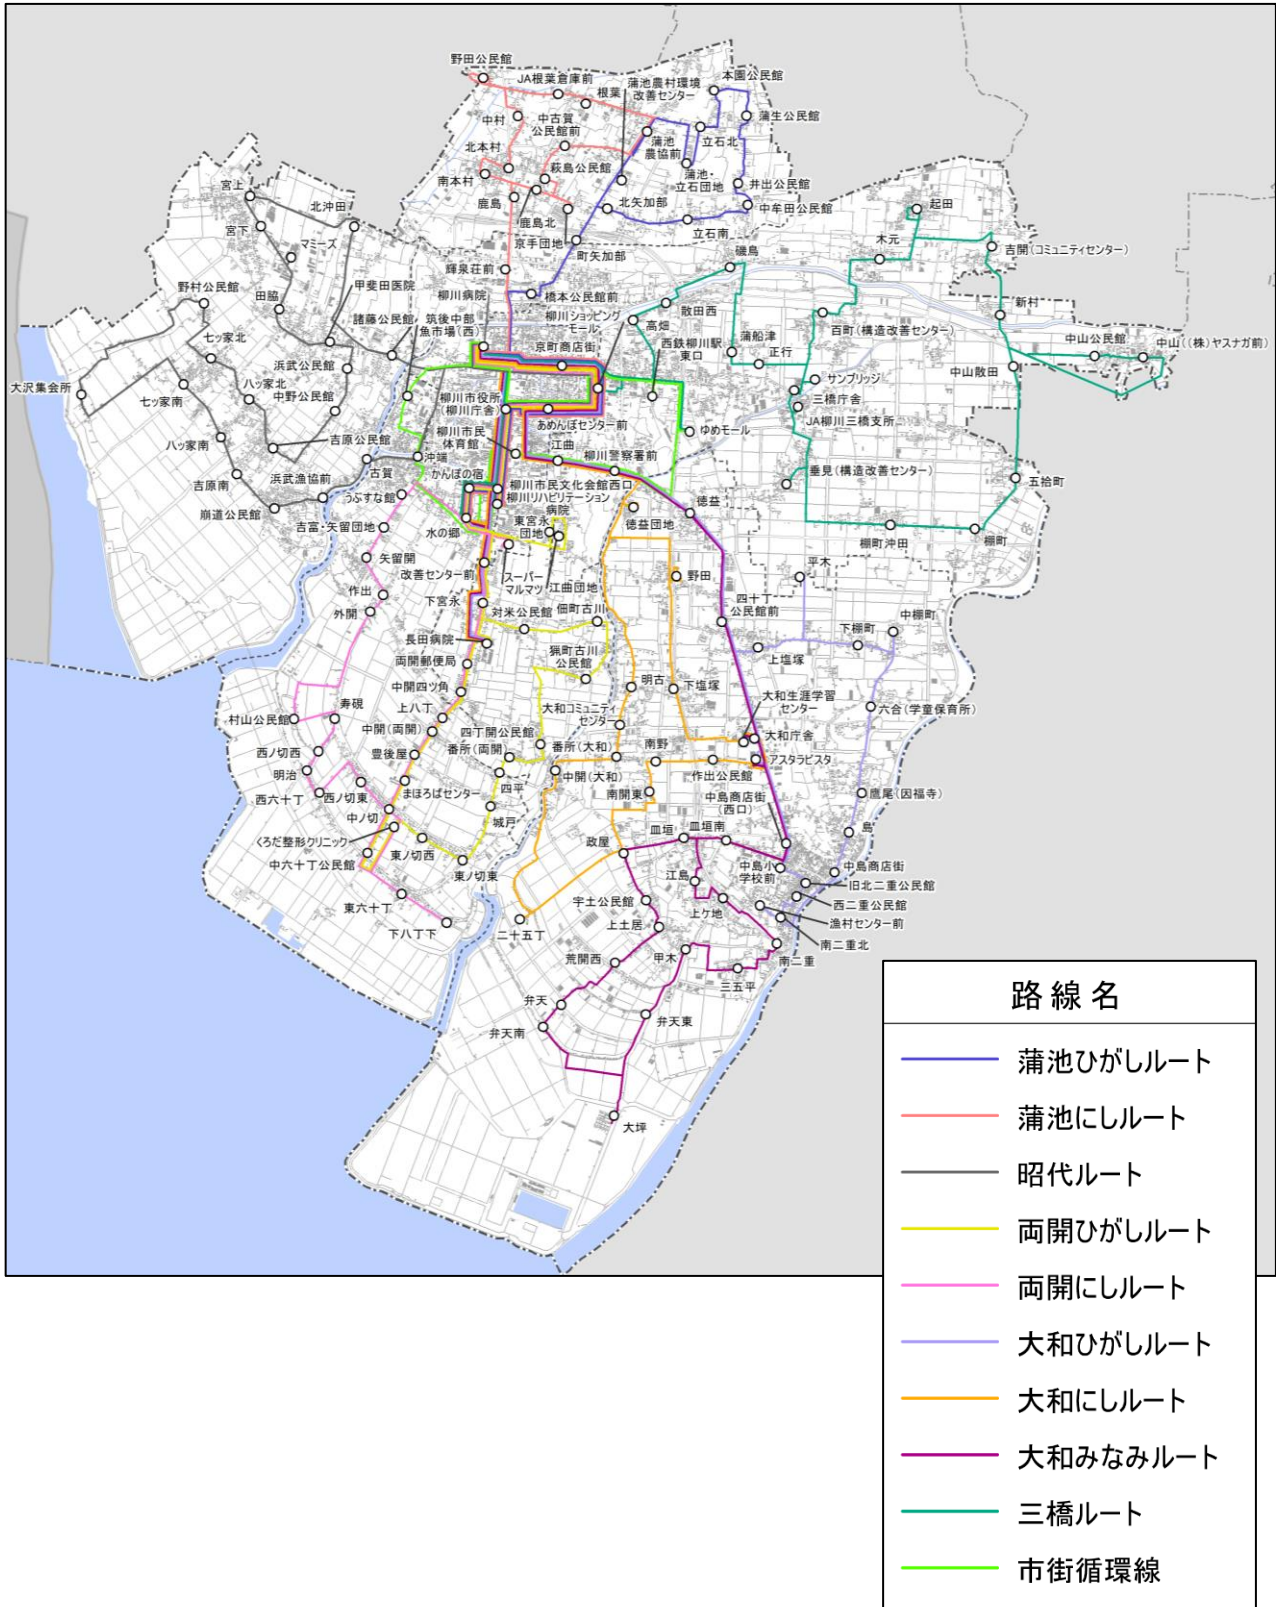 野田公民館
JA根葉倉庫前
根葉
蒲池農村環境
改善センター
本園公民館
中村
中古賀
公民館前
蒲生公民館
蒲池
農協前
立石北
北本村
萩島公民館
蒲池・
立石団地
南本村
井出公民館
鹿島
北矢加部
中牟田公民館
宮上
北沖田
鹿島北
起田
京手団地
立石南
宮下
マミーズ
町矢加部
磯鳥
木元
吉開(コミュニティセンター)
甲斐田医院
輝泉荘前
野村公民館
田脇
柳川病院
橋本公民館前
諸藤公民館
筑後中部
魚市場(西)
柳川ショッピング
モール
高畑
散田西
新村
七ッ家北
蒲船津
百町(構造改善センター)
京町商店街
西鉄柳川駅
東口
正行
中山公民館
中山((株)ヤスナガ前)
浜武公民館
中山散田
大沢集会所
八ッ家北
サンブリッジ
七ッ家南
中野公民館
柳川市役所
(柳川庁舎)
三橋庁舎
JA柳川三橋支所
あめんぼセンター前
柳川市民
体育館
ゆめモール
八ッ家南
吉原公民館
江曲
沖端
柳川警察署前
かんぽの宿
古賀
垂見(構造改善センター)
吉原南
浜武漁協前
柳川市民文化会館西口
五拾町
うぶすな館
柳川リハビリテーション
病院
徳益
崩道公民館
徳益団地
吉富・矢留団地
水の郷
東宮永
団地
棚町沖田
棚町
矢留開
改善センター前
スーパー
マルマツ
江曲団地
野田
平木
作出
下宮永
四十丁
公民館前
外開
対米公民館
佃町古川
下棚町
中棚町
長田病院
猟町古川
公民館
上塩塚
両開郵便局
中開四ツ角
明古
下塩塚
大和生涯学習
センター
寿硯
上八丁
大和コミュニティ
センター
六合(学童保育所)
村山公民館
四丁開公民館
中開(両開)
大和庁舎
西ノ切西
豊後屋
番所(両開)
番所(大和)
南野
アスタラビスタ
明治
四平
中開(大和)
作出公民館
西六十丁
西ノ切東
まほろばセンター
南開東
鷹尾(因福寺)
中島商店街
(西口)
城戸
中ノ切
皿垣
皿垣南
島
くろだ整形クリニック
政屋
東ノ切西
中六十丁公民館
東ノ切東
中島小
学校前
中島商店街
江島
旧北二重公民館
東六十丁
宇土公民館
上ケ地
西二重公民館
下八丁下
上土居
漁村センター前
二十五丁
南二重北
荒開西
甲木
三五平
南二重
弁天
弁天東
弁天南
大坪
路線名
蒲池ひがしルート
蒲池にしルート
昭代ルート
両開ひがしルート
両開にしルート
大和ひがしルート
大和にしルート
大和みなみルート
三橋ルート
市街循環線